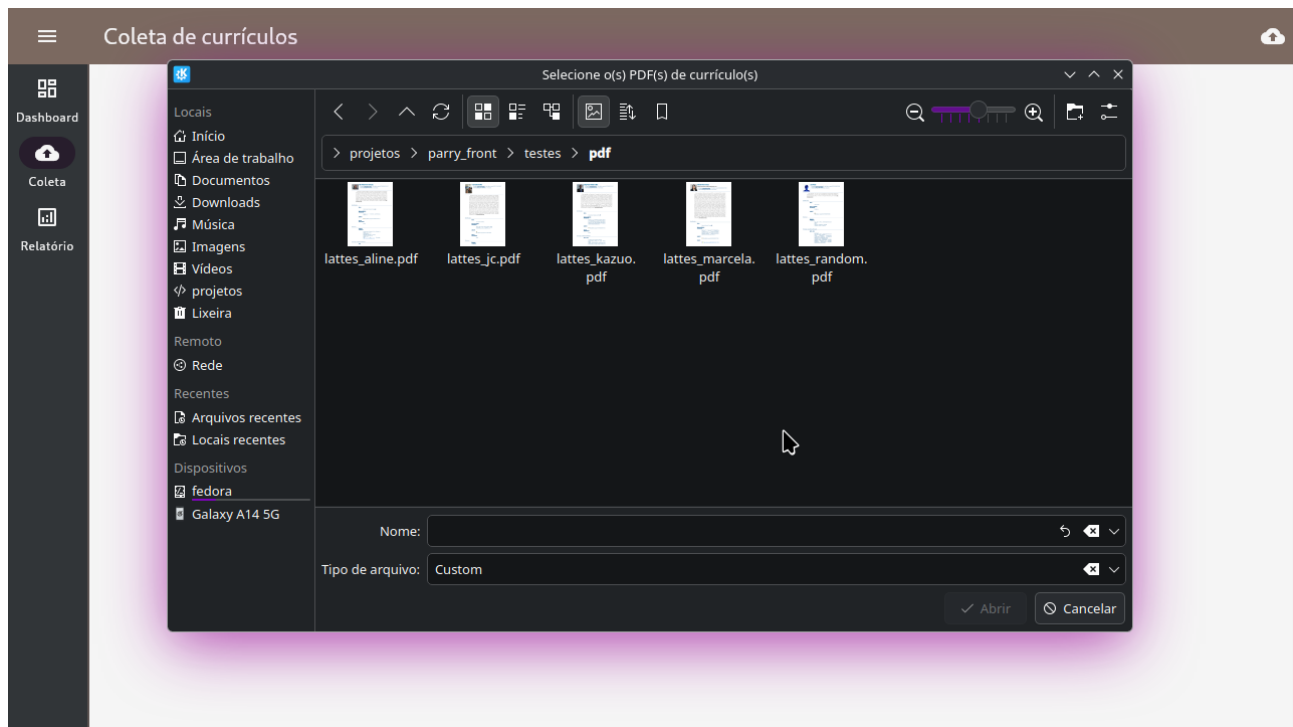 Coleta de currículos
Dashboard
Coleta
Relatório
Selecione o(s) PDF(s) de currículo(s)
Locais
Início
Área de trabalho
Documentos
Downloads
Música
Imagens
Vídeos
projetos
Lixeira
Remoto
Rede
Recentes
Arquivos recentes
Locais recentes
Dispositivos
fedora
Galaxy A14 5G
> projetos > parry_front > testes > pdf
lattes_aline.pdf
lattes_jc.pdf
lattes_kazuo.
pdf
lattes_marcela.
pdf
lattes_random.
pdf
Nome:
Tipo de arquivo: Custom
Abrir Cancelar